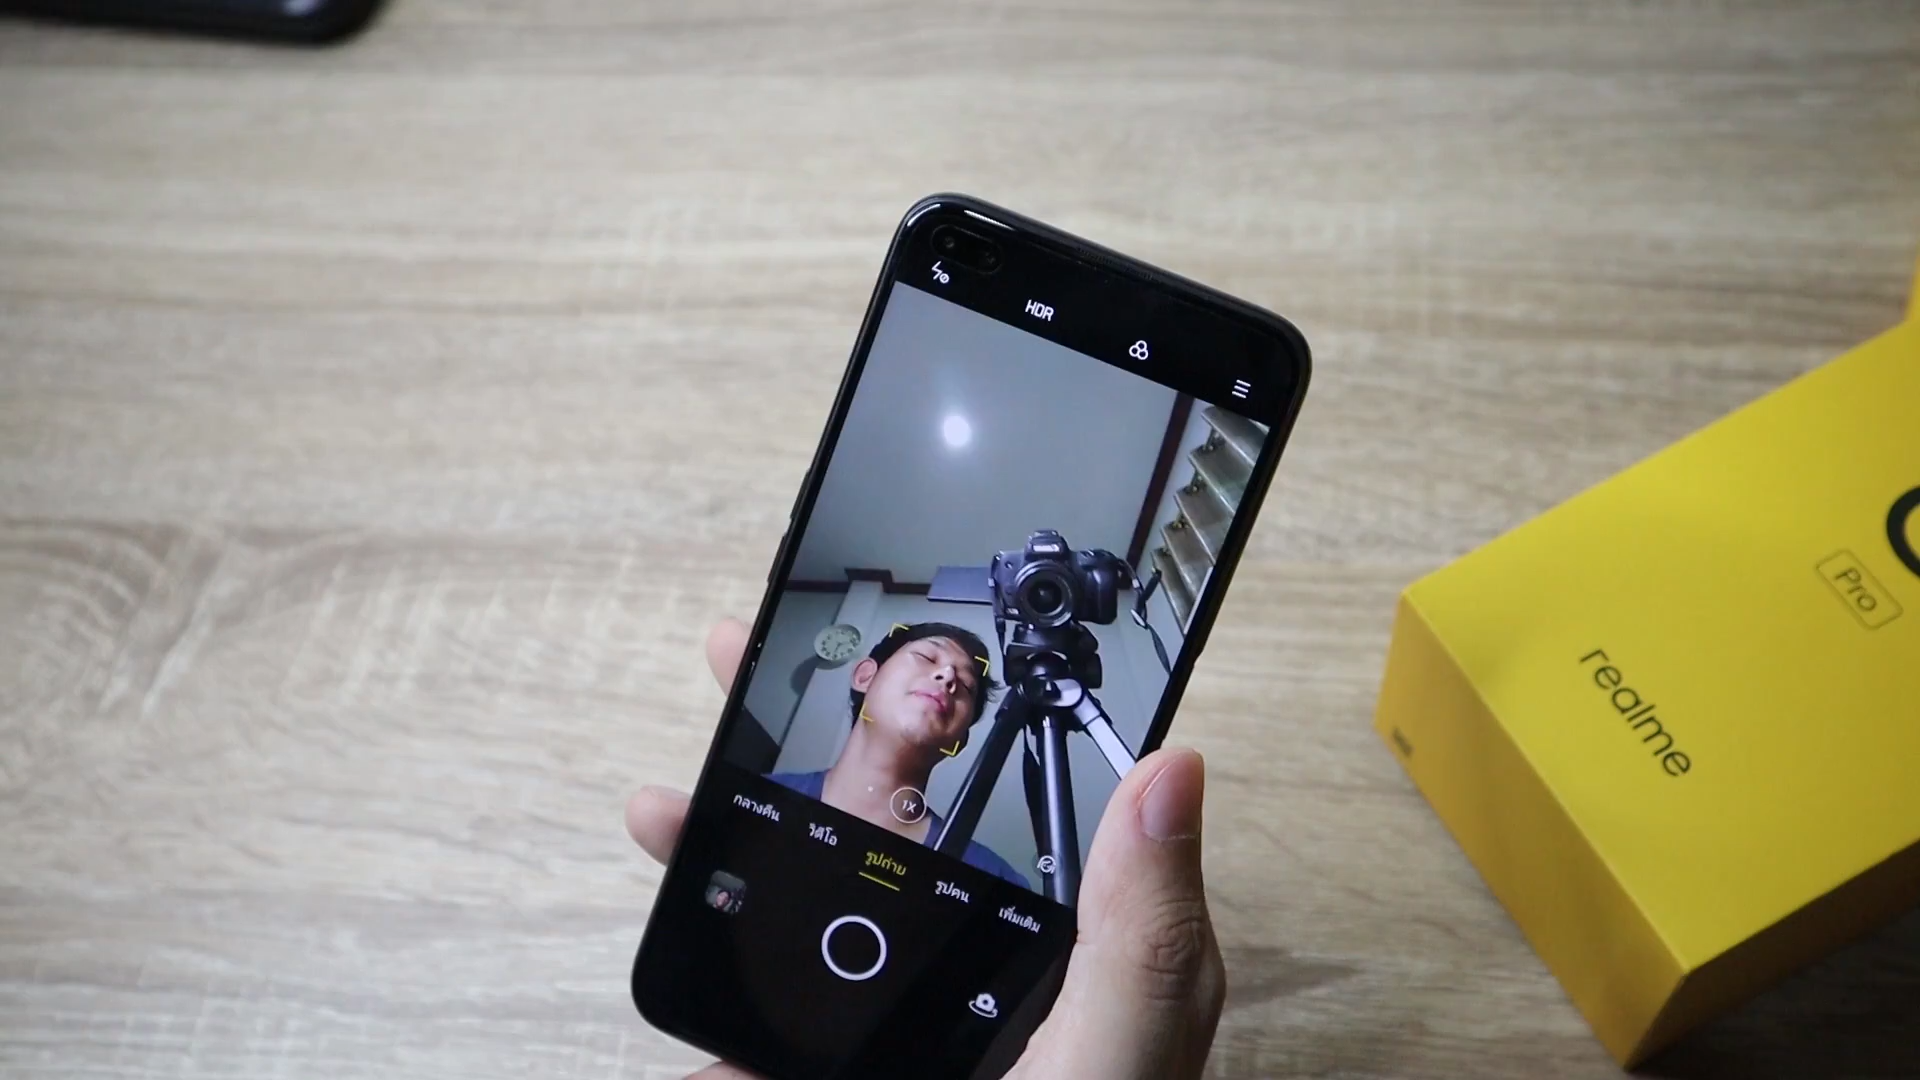 HDR
1X
กลางคืน
วิดีโอ
รูปถ่าย
รูปคน
เพิ่มเติม
Pro
realme